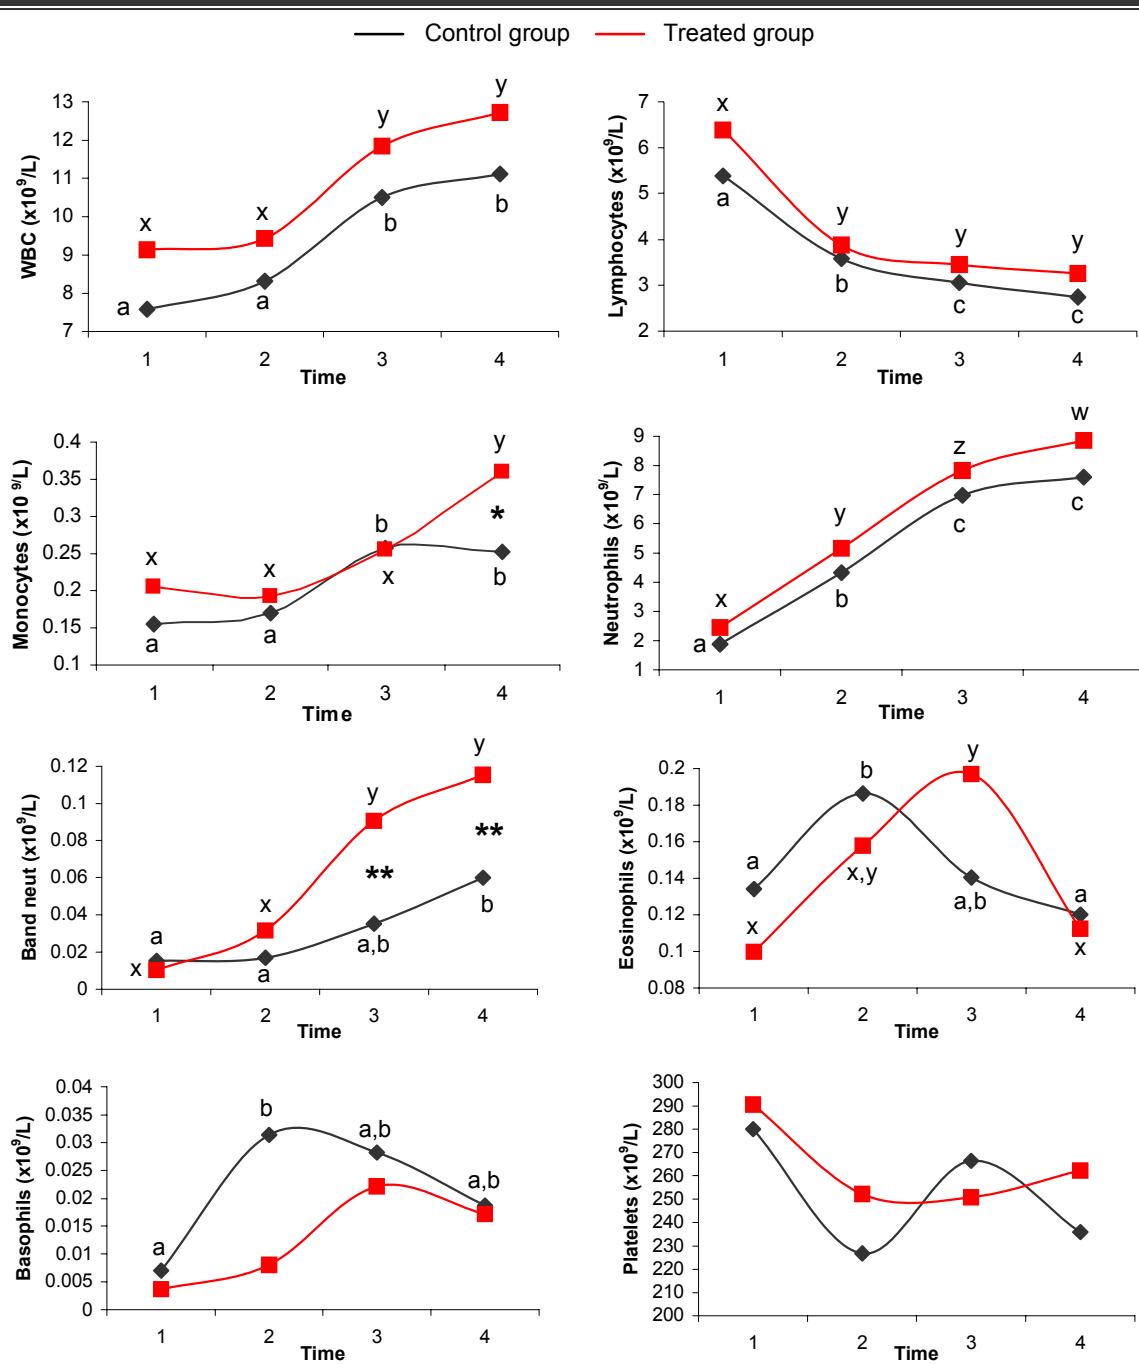 Control group Treated group
WBC (x10⁹/L)
13
12
11
10
9
8
7
x
x
y
y
a
a
b
b
1 2 3 4
Time
Lymphocytes (x10⁹/L)
7
6
5
4
3
2
x
y
y
y
a
b
c
c
1 2 3 4
Time
Monocytes (x10 ⁹/L)
0.4
0.35
0.3
0.25
0.2
0.15
0.1
x
x
b
y
*
a
a
x
b
1 2 3 4
Time
Neutrophils (x10⁹/L)
9
8
7
6
5
4
3
2
1
x
y
z
w
a
b
c
c
1 2 3 4
Time
Band neut (x10⁹/L)
0.12
0.1
0.08
0.06
0.04
0.02
0
a
x
y
y
**
**
x
a
a,b
b
1 2 3 4
Time
Eosinophils (x10⁹/L)
0.2
0.18
0.16
0.14
0.12
0.1
0.08
a
b
y
a
x
x,y
a,b
x
1 2 3 4
Time
Basophils (x10⁹/L)
0.04
0.035
0.03
0.025
0.02
0.015
0.01
0.005
0
a
b
a,b
a,b
1 2 3 4
Time
Platelets (x10⁹/L)
300
290
280
270
260
250
240
230
220
210
200
1 2 3 4
Time